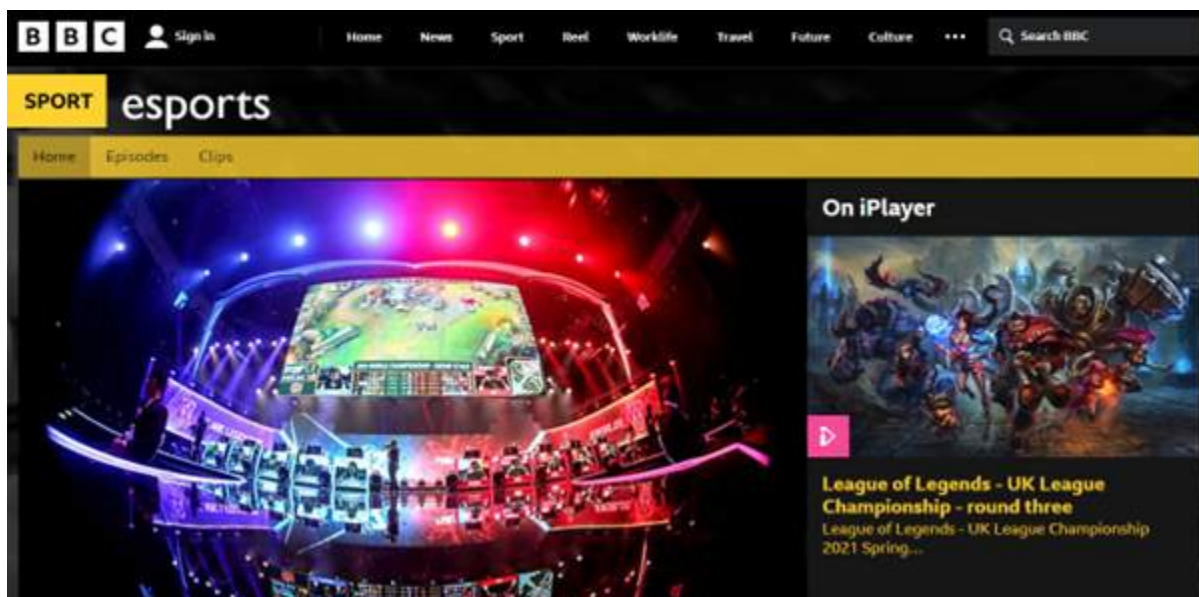 BBC
Sign in
Home News Sport Reel Worklife Travel Future Culture ••• Search BBC
SPORT esports
Home Episodes Clips
On iPlayer
League of Legends - UK League
Championship - round three
League of Legends - UK League Championship
2021 Spring...